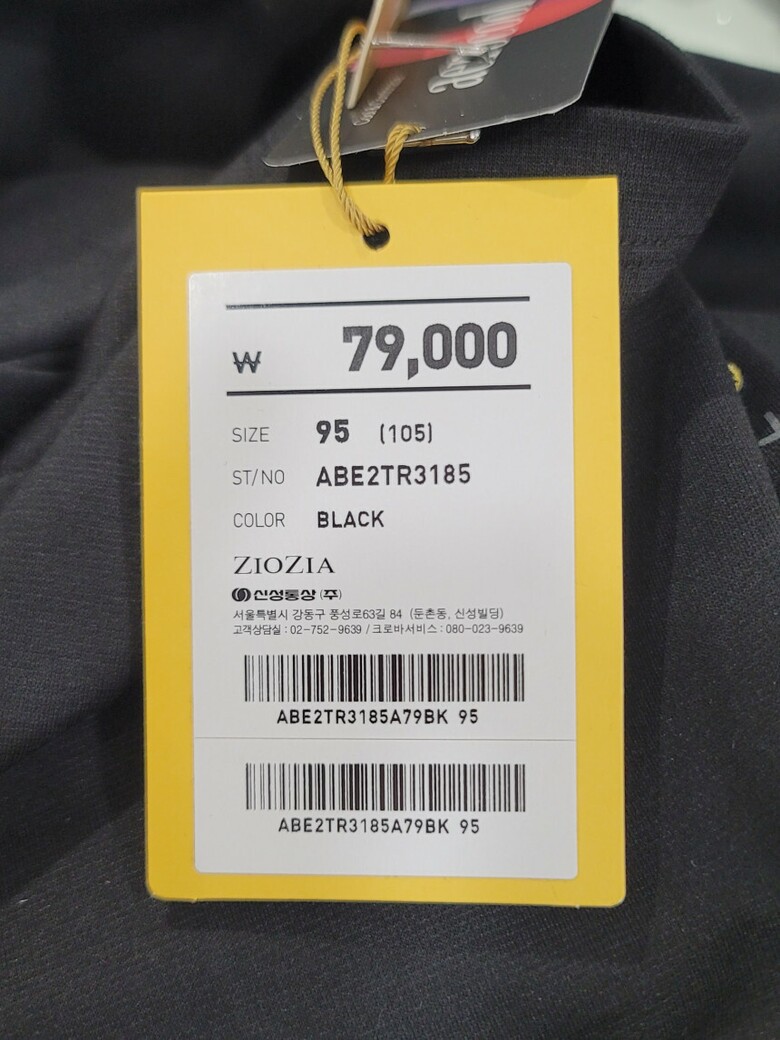 ₩ 79,000
SIZE 95 (105)
ST/NO ABE2TR3185
COLOR BLACK
ZIOZIA
신성통상 (주)
서울특별시 강동구 풍성로63길 84 (둔촌동, 신성빌딩)
고객상담실 : 02-752-9639 / 크로바서비스 : 080-023-9639
ABE2TR3185A79BK 95
ABE2TR3185A79BK 95